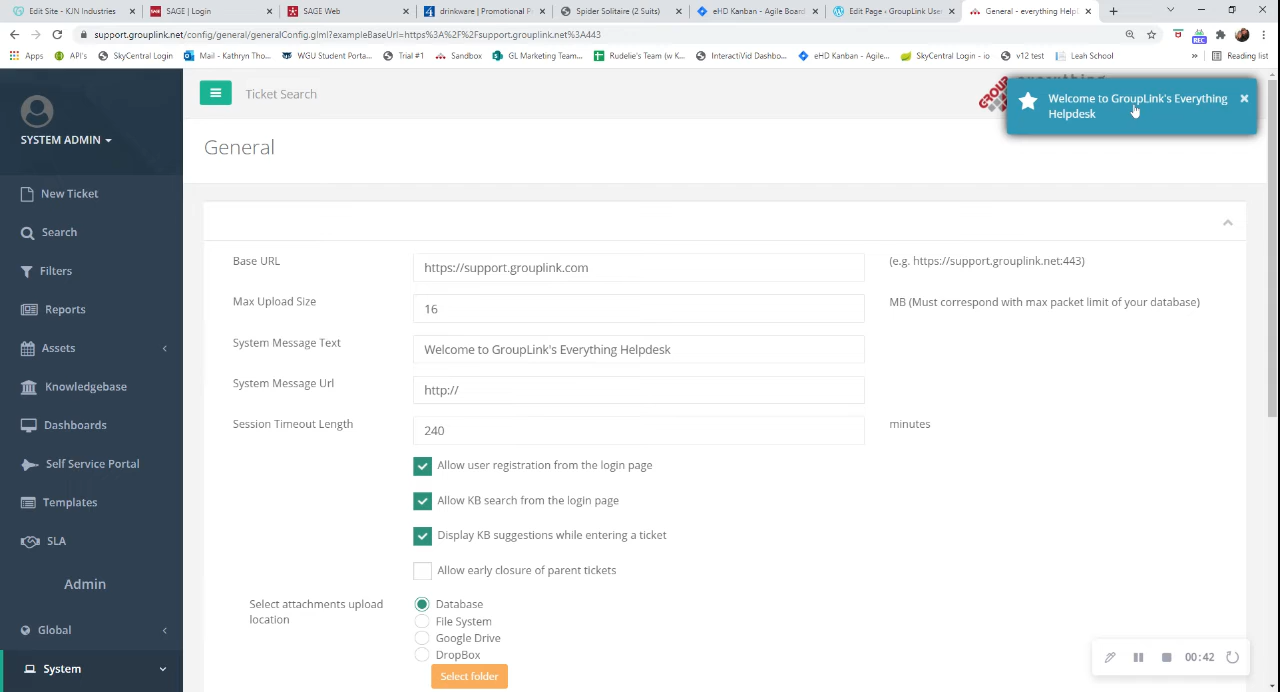 Edit Site - KJN Industries
SAGE | Login
SAGE Web
drinkware | Promotional P
Spider Solitaire (2 Suits)
eHD Kanban - Agile Board
Edit Page ‹ GroupLink Use
General - everything Help
support.grouplink.net/config/general/generalConfig.glml?exampleBaseUrl=https%3A%2F%2Fsupport.grouplink.net%3A443
REC
Apps
API's
SkyCentral Login
Mail - Kathryn Tho...
WGU Student Porta...
Trial #1
Sandbox
GL Marketing Team...
Rudelie's Team (w K...
InteractiVid Dashbo...
eHD Kanban - Agile...
SkyCentral Login - io
v12 test
Leah School
»
Reading list
Ticket Search
Welcome to GroupLink's Everything
Helpdesk
SYSTEM ADMIN
New Ticket
Search
Filters
Reports
Assets
Knowledgebase
Dashboards
Self Service Portal
Templates
SLA
Admin
Global
System
General
Base URL
https://support.grouplink.com
(e.g. https://support.grouplink.net:443)
Max Upload Size
16
MB (Must correspond with max packet limit of your database)
System Message Text
Welcome to GroupLink's Everything Helpdesk
System Message Url
http://
Session Timeout Length
240
minutes
Allow user registration from the login page
Allow KB search from the login page
Display KB suggestions while entering a ticket
Allow early closure of parent tickets
Select attachments upload
location
Database
File System
Google Drive
DropBox
Select folder
00:42